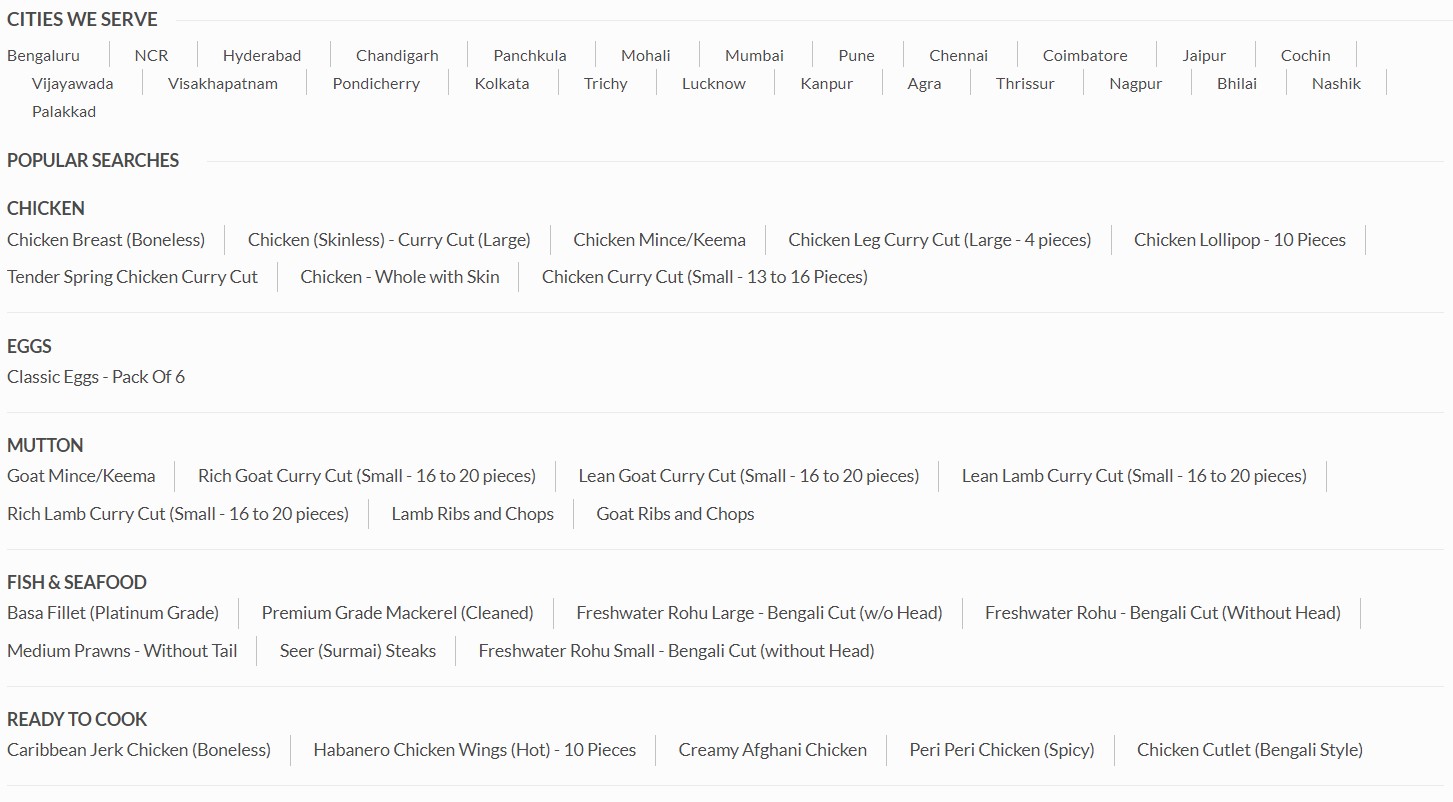 CITIES WE SERVE
Bengaluru | NCR | Hyderabad | Chandigarh | Panchkula | Mohali | Mumbai | Pune | Chennai | Coimbatore | Jaipur | Cochin |
Vijayawada | Visakhapatnam | Pondicherry | Kolkata | Trichy | Lucknow | Kanpur | Agra | Thrissur | Nagpur | Bhilai | Nashik |
Palakkad
POPULAR SEARCHES
CHICKEN
Chicken Breast (Boneless) | Chicken (Skinless) - Curry Cut (Large) | Chicken Mince/Keema | Chicken Leg Curry Cut (Large - 4 pieces) | Chicken Lollipop - 10 Pieces |
Tender Spring Chicken Curry Cut | Chicken - Whole with Skin | Chicken Curry Cut (Small - 13 to 16 Pieces)
EGGS
Classic Eggs - Pack Of 6
MUTTON
Goat Mince/Keema | Rich Goat Curry Cut (Small - 16 to 20 pieces) | Lean Goat Curry Cut (Small - 16 to 20 pieces) | Lean Lamb Curry Cut (Small - 16 to 20 pieces) |
Rich Lamb Curry Cut (Small - 16 to 20 pieces) | Lamb Ribs and Chops | Goat Ribs and Chops
FISH & SEAFOOD
Basa Fillet (Platinum Grade) | Premium Grade Mackerel (Cleaned) | Freshwater Rohu Large - Bengali Cut (w/o Head) | Freshwater Rohu - Bengali Cut (Without Head) |
Medium Prawns - Without Tail | Seer (Surmai) Steaks | Freshwater Rohu Small - Bengali Cut (without Head)
READY TO COOK
Caribbean Jerk Chicken (Boneless) | Habanero Chicken Wings (Hot) - 10 Pieces | Creamy Afghani Chicken | Peri Peri Chicken (Spicy) | Chicken Cutlet (Bengali Style)